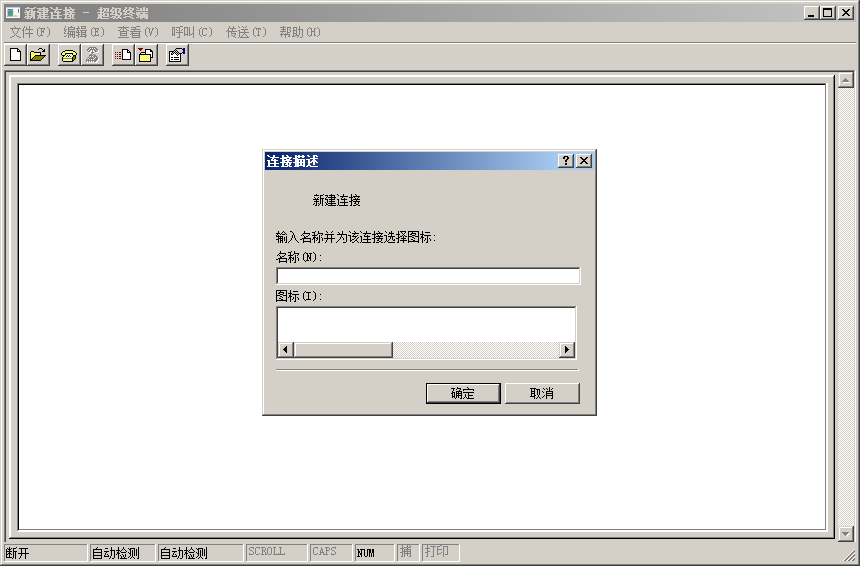 新建连接 - 超级终端
文件(F) 编辑(E) 查看(V) 呼叫(C) 传送(T) 帮助(H)
连接描述
新建连接
输入名称并为该连接选择图标:
名称(N):
图标(I):
确定 取消
断开 自动检测 自动检测 SCROLL CAPS NUM 捕 打印